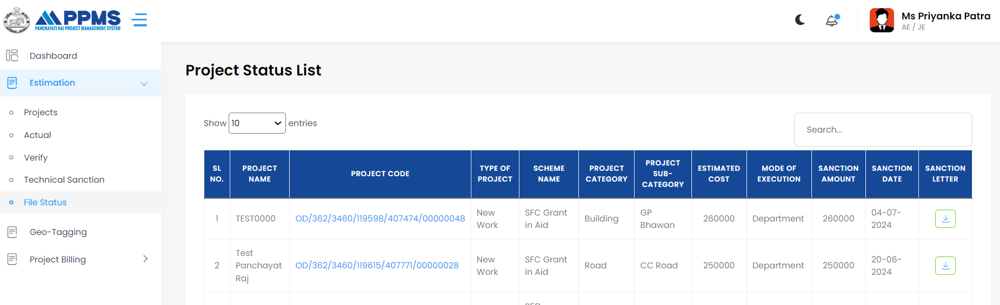 PPMS
PANCHAYATI RAJ PROJECT MANAGEMENT SYSTEM
Ms Priyanka Patra
AE / JE
Dashboard
Estimation
Projects
Actual
Verify
Technical Sanction
File Status
Geo-Tagging
Project Billing
Project Status List
Show 10 entries
Search...
SL NO. PROJECT NAME PROJECT CODE TYPE OF PROJECT SCHEME NAME PROJECT CATEGORY PROJECT SUB-CATEGORY ESTIMATED COST MODE OF EXECUTION SANCTION AMOUNT SANCTION DATE SANCTION LETTER
1 TEST0000 OD/362/3460/119598/407474/00000048 New Work SFC Grant in Aid Building GP Bhawan 260000 Department 260000 04-07-2024
2 Test Panchayat Raj OD/362/3460/119615/407771/00000028 New Work SFC Grant in Aid Road CC Road 250000 Department 250000 20-06-2024